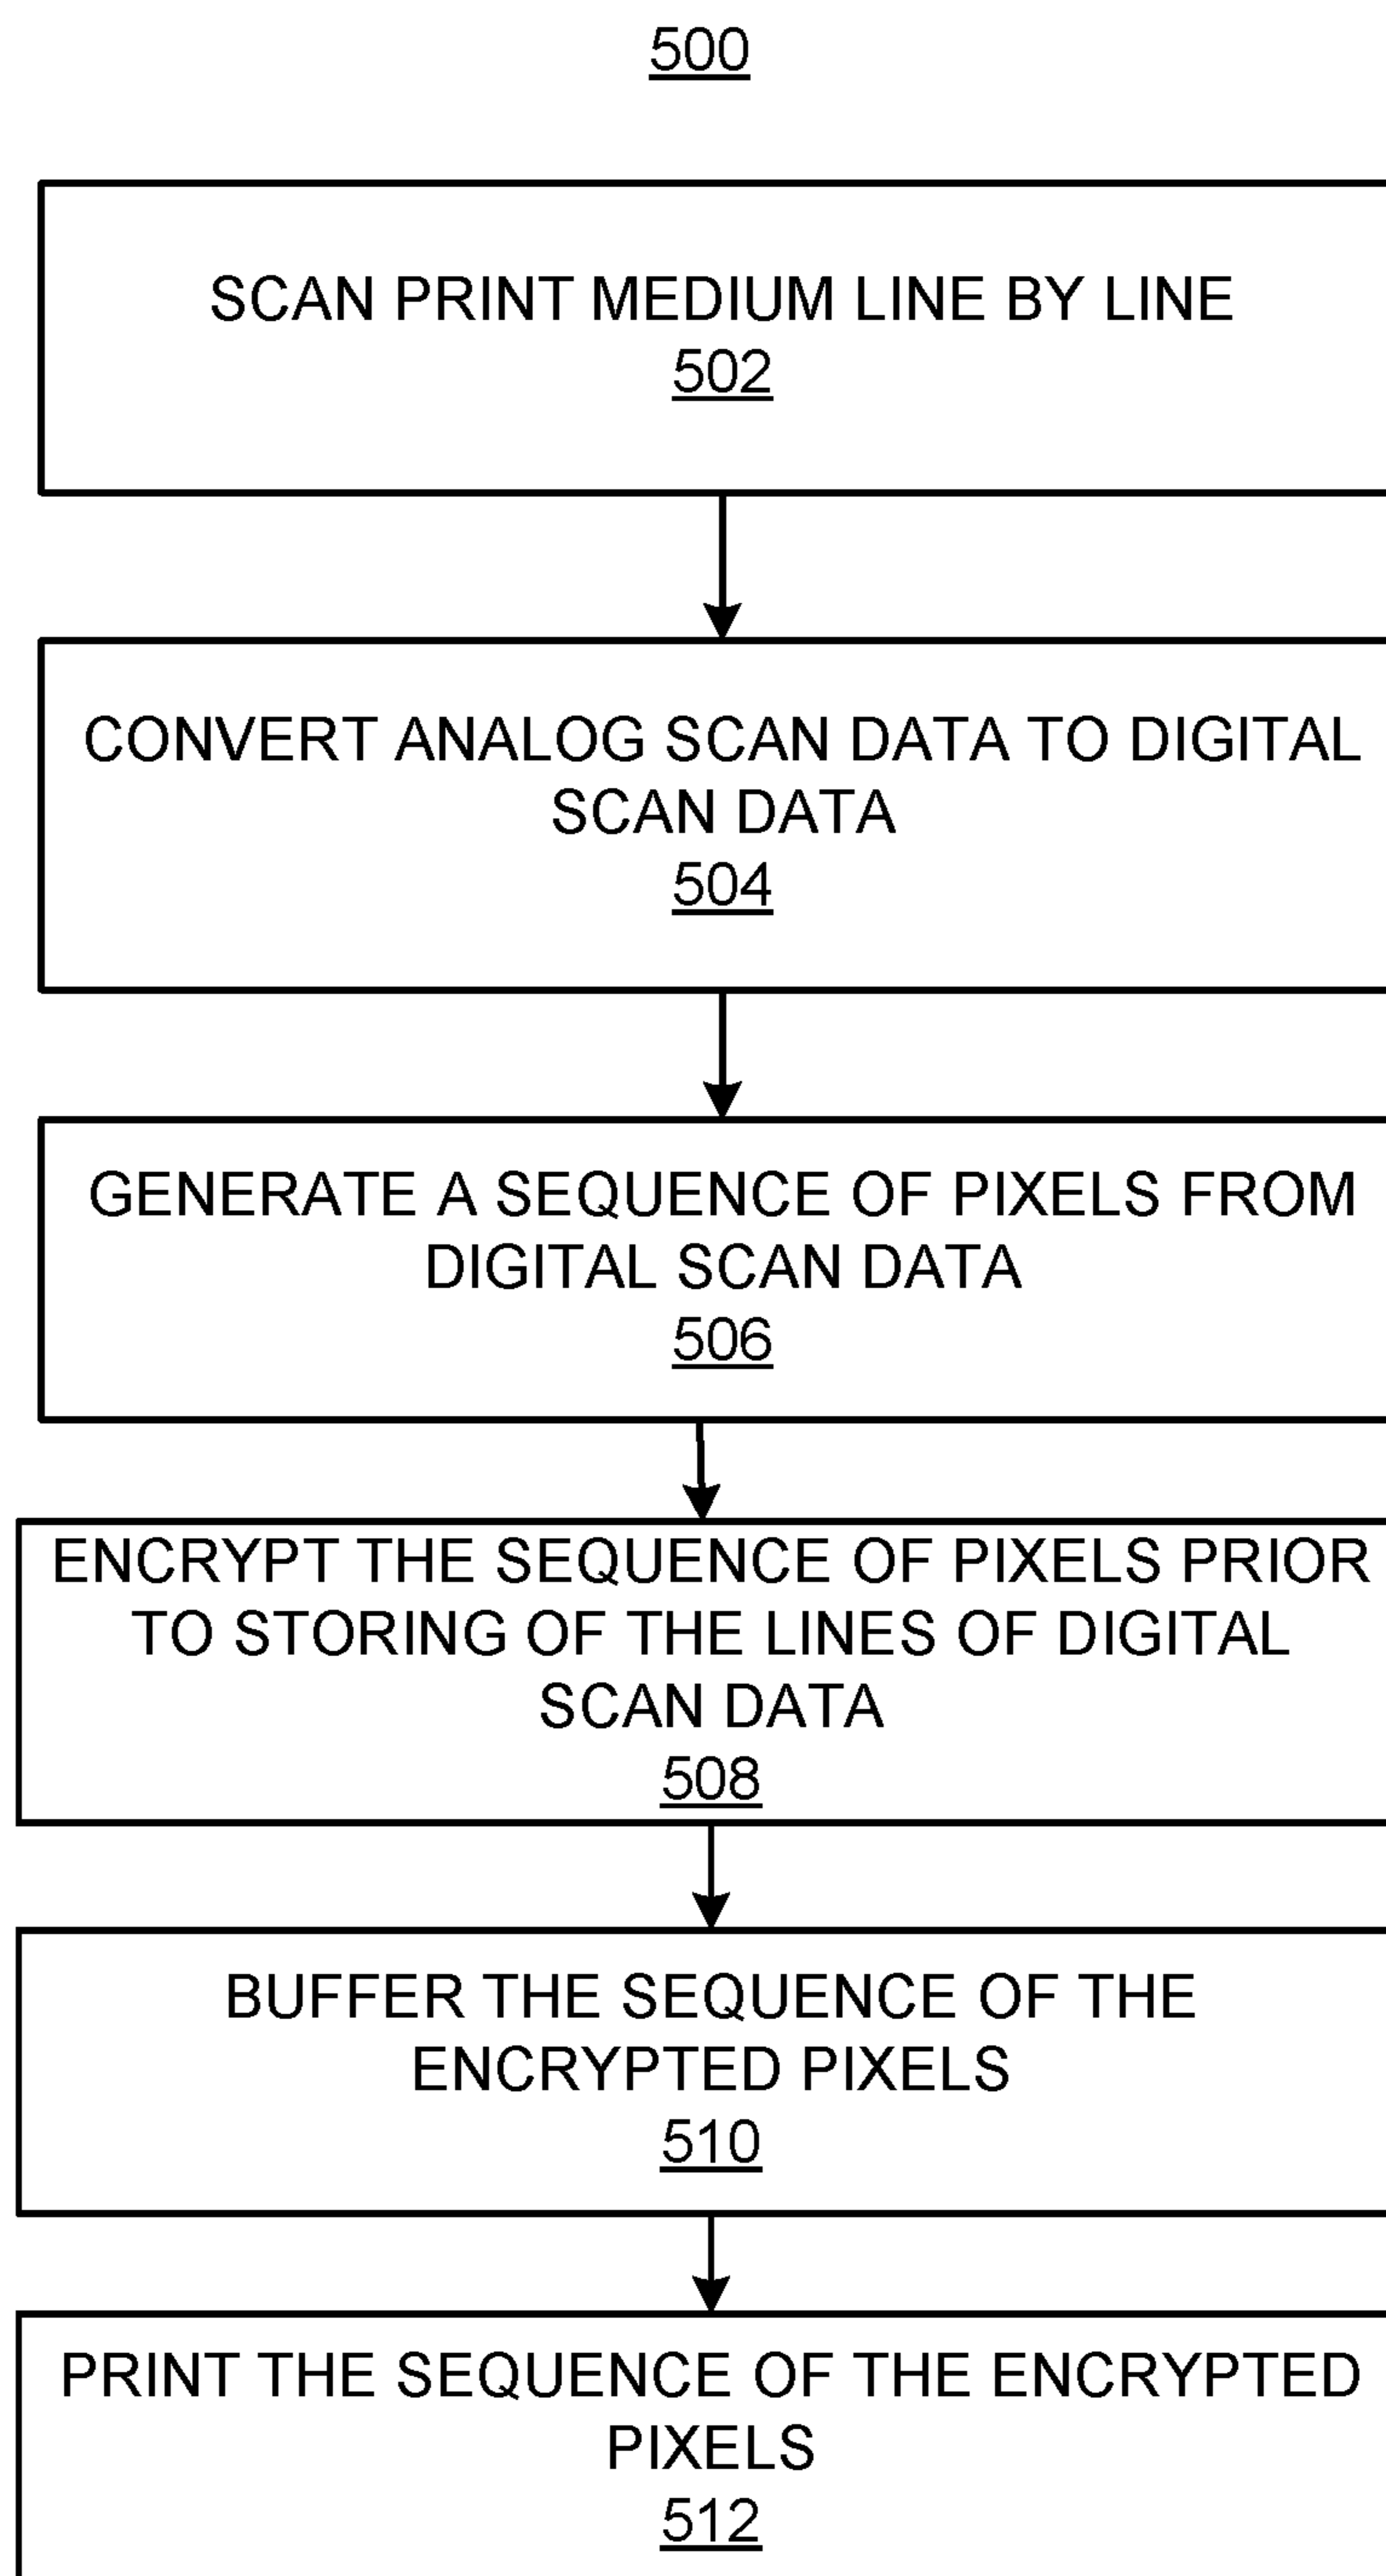 500
SCAN PRINT MEDIUM LINE BY LINE
502
CONVERT ANALOG SCAN DATA TO DIGITAL
SCAN DATA
504
GENERATE A SEQUENCE OF PIXELS FROM
DIGITAL SCAN DATA
506
ENCRYPT THE SEQUENCE OF PIXELS PRIOR
TO STORING OF THE LINES OF DIGITAL
SCAN DATA
508
BUFFER THE SEQUENCE OF THE
ENCRYPTED PIXELS
510
PRINT THE SEQUENCE OF THE ENCRYPTED
PIXELS
512